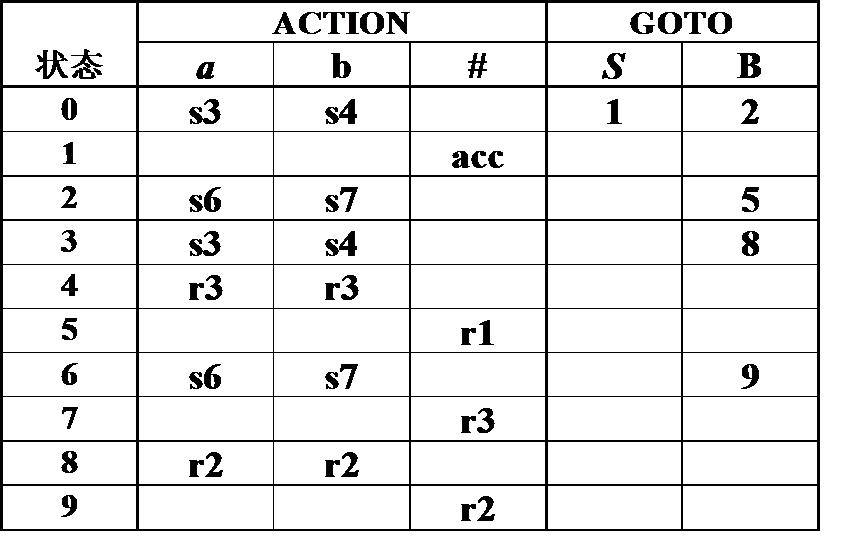 ACTION GOTO
状态 a b # S B
0 s3 s4 1 2
1 acc
2 s6 s7 5
3 s3 s4 8
4 r3 r3
5 r1
6 s6 s7 9
7 r3
8 r2 r2
9 r2